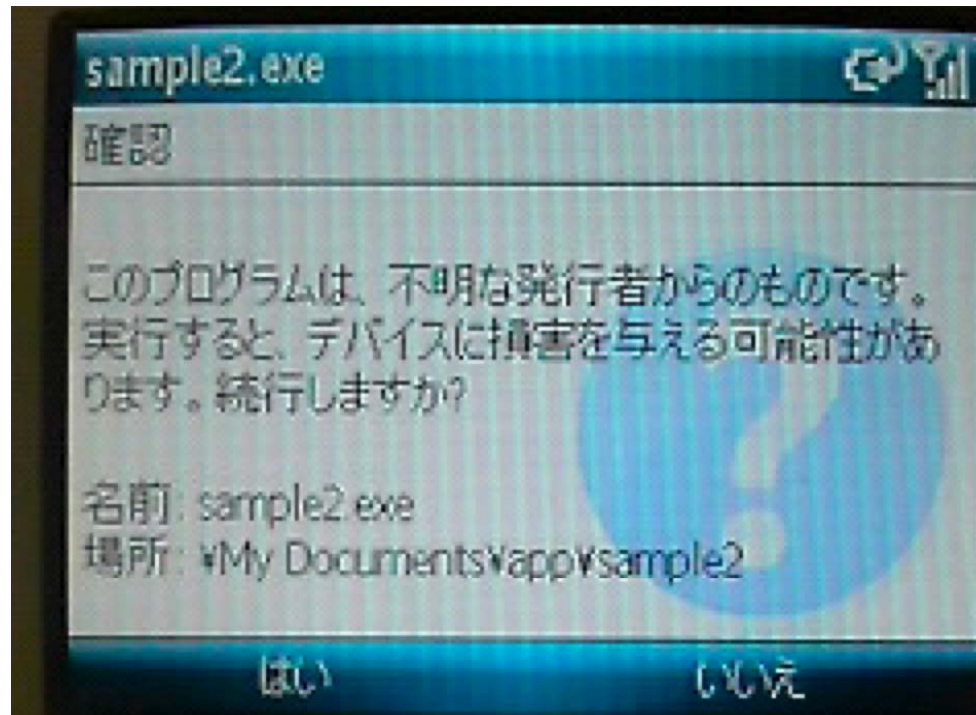 sample2.exe
確認
このプログラムは、不明な発行者からのものです。
実行すると、デバイスに損害を与える可能性があ
ります。続行しますか?
名前: sample2.exe
場所: ¥My Documents¥app¥sample2
はい いいえ